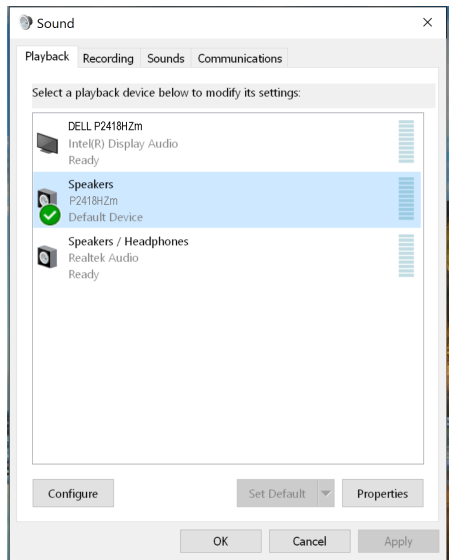 Sound
Playback Recording Sounds Communications
Select a playback device below to modify its settings:
DELL P2418HZm
Intel(R) Display Audio
Ready
Speakers
P2418HZm
Default Device
Speakers / Headphones
Realtek Audio
Ready
Configure Set Default Properties
OK Cancel Apply